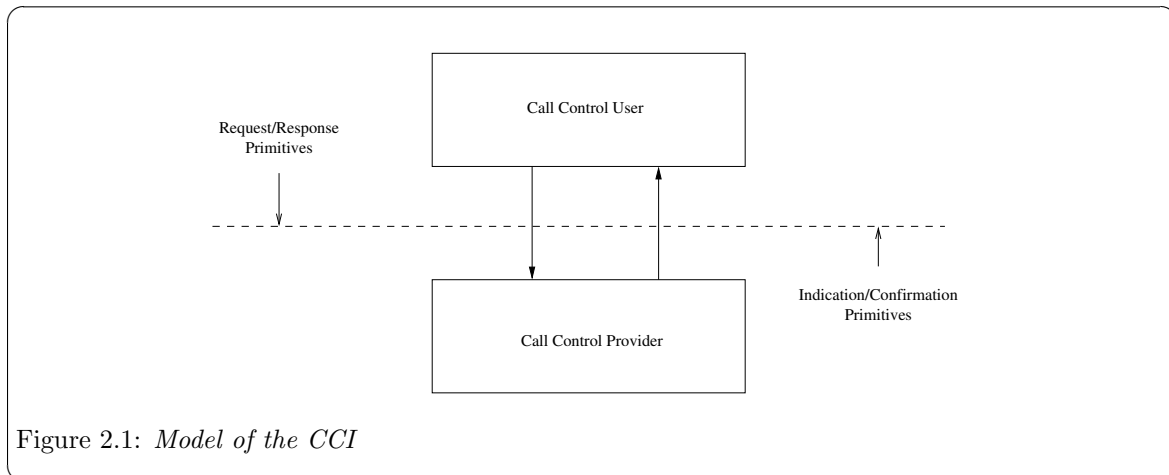 Call Control User
Request/Response
Primitives
Indication/Confirmation
Primitives
Call Control Provider
Figure 2.1: Model of the CCI